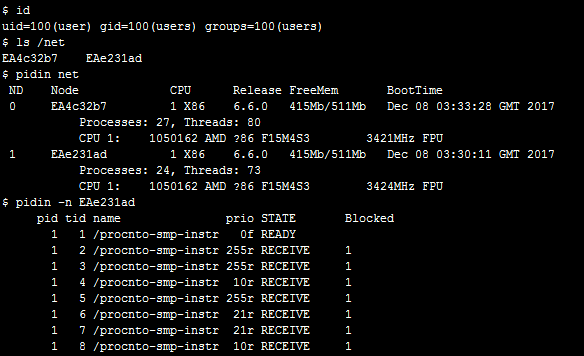 $ id
uid=100(user) gid=100(users) groups=100(users)
$ ls /net
EA4c32b7    EAe231ad
$ pidin net
 ND    Node            CPU      Release FreeMem        BootTime
 0     EA4c32b7        1 X86    6.6.0   415Mb/511Mb   Dec 08 03:33:28 GMT 2017
           Processes: 27, Threads: 80
           CPU 1:    1050162 AMD ?86 F15M4S3         3421MHz FPU
 1     EAe231ad        1 X86    6.6.0   415Mb/511Mb   Dec 08 03:30:11 GMT 2017
           Processes: 24, Threads: 73
           CPU 1:    1050162 AMD ?86 F15M4S3         3424MHz FPU
$ pidin -n EAe231ad
     pid tid name               prio STATE       Blocked
       1   1 /procnto-smp-instr   0f READY
       1   2 /procnto-smp-instr 255r RECEIVE     1
       1   3 /procnto-smp-instr 255r RECEIVE     1
       1   4 /procnto-smp-instr  10r RECEIVE     1
       1   5 /procnto-smp-instr 255r RECEIVE     1
       1   6 /procnto-smp-instr  21r RECEIVE     1
       1   7 /procnto-smp-instr  21r RECEIVE     1
       1   8 /procnto-smp-instr  10r RECEIVE     1